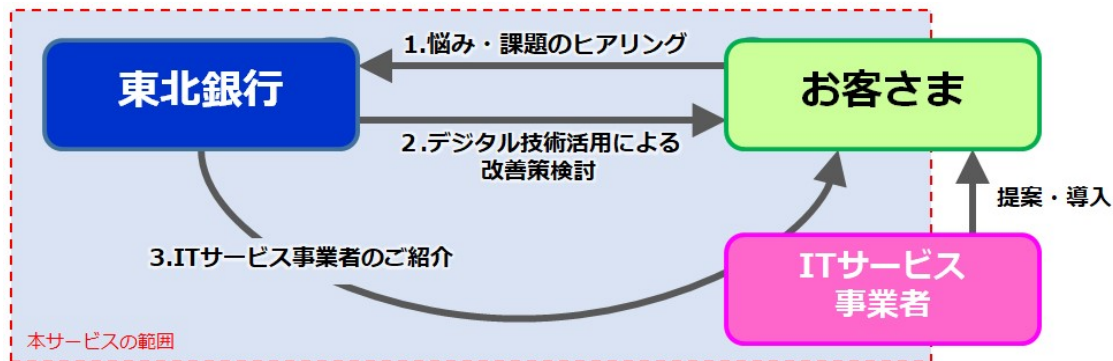 1.悩み・課題のヒアリング
東北銀行
お客さま
2.デジタル技術活用による
改善策検討
提案・導入
3.ITサービス事業者のご紹介
ITサービス
事業者
本サービスの範囲